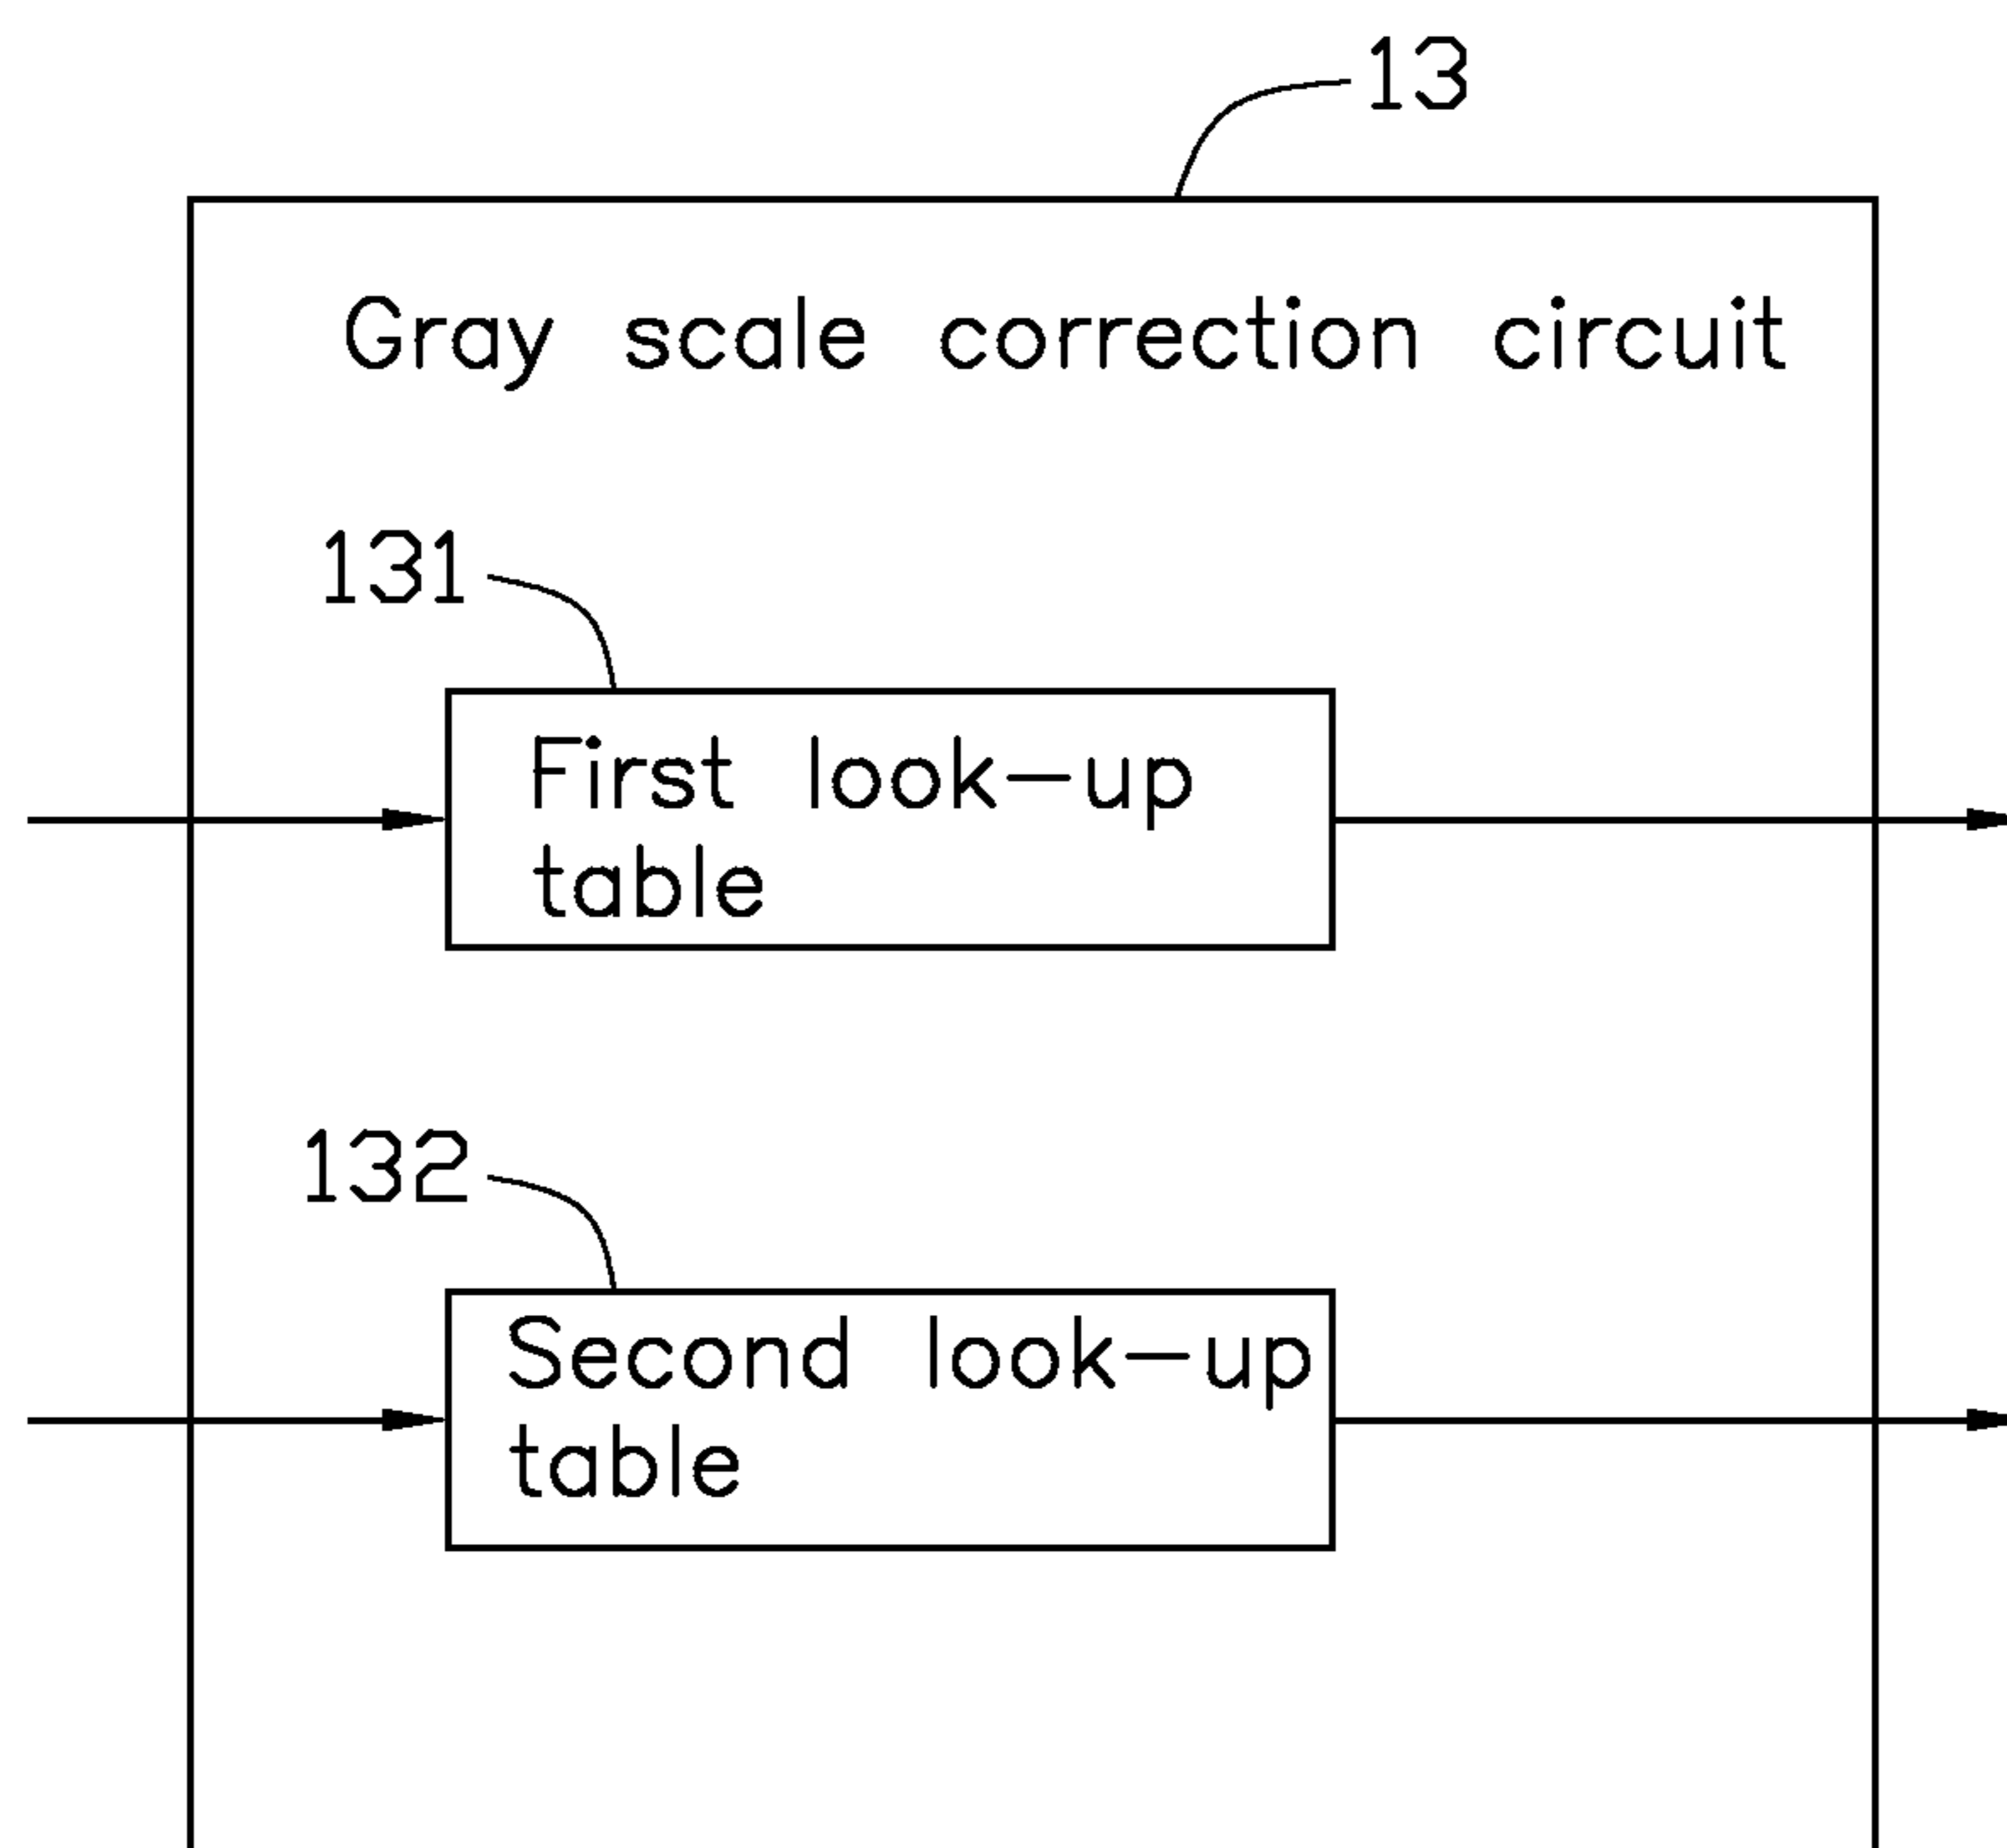 13
Gray scale correction circuit
131
First look-up
table
132
Second look-up
table